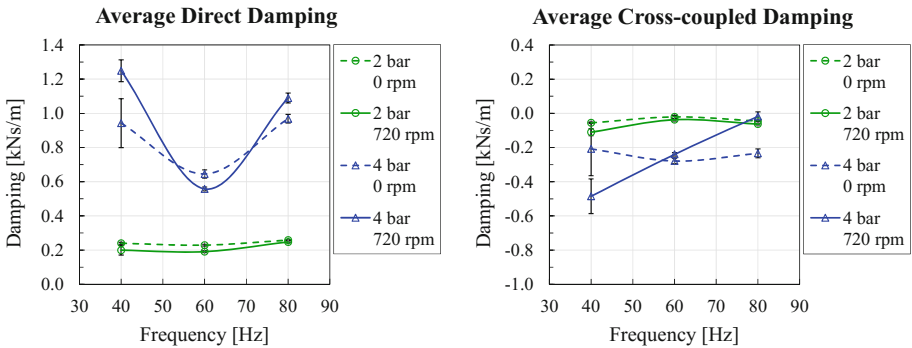 Average Direct Damping
Damping [kNs/m]
1.4
1.2
1.0
0.8
0.6
0.4
0.2
0.0
30 40 50 60 70 80 90
Frequency [Hz]
2 bar
0 rpm
2 bar
720 rpm
4 bar
0 rpm
4 bar
720 rpm
Average Cross-coupled Damping
Damping [kNs/m]
0.4
0.2
0.0
-0.2
-0.4
-0.6
-0.8
-1.0
30 40 50 60 70 80 90
Frequency [Hz]
2 bar
0 rpm
2 bar
720 rpm
4 bar
0 rpm
4 bar
720 rpm